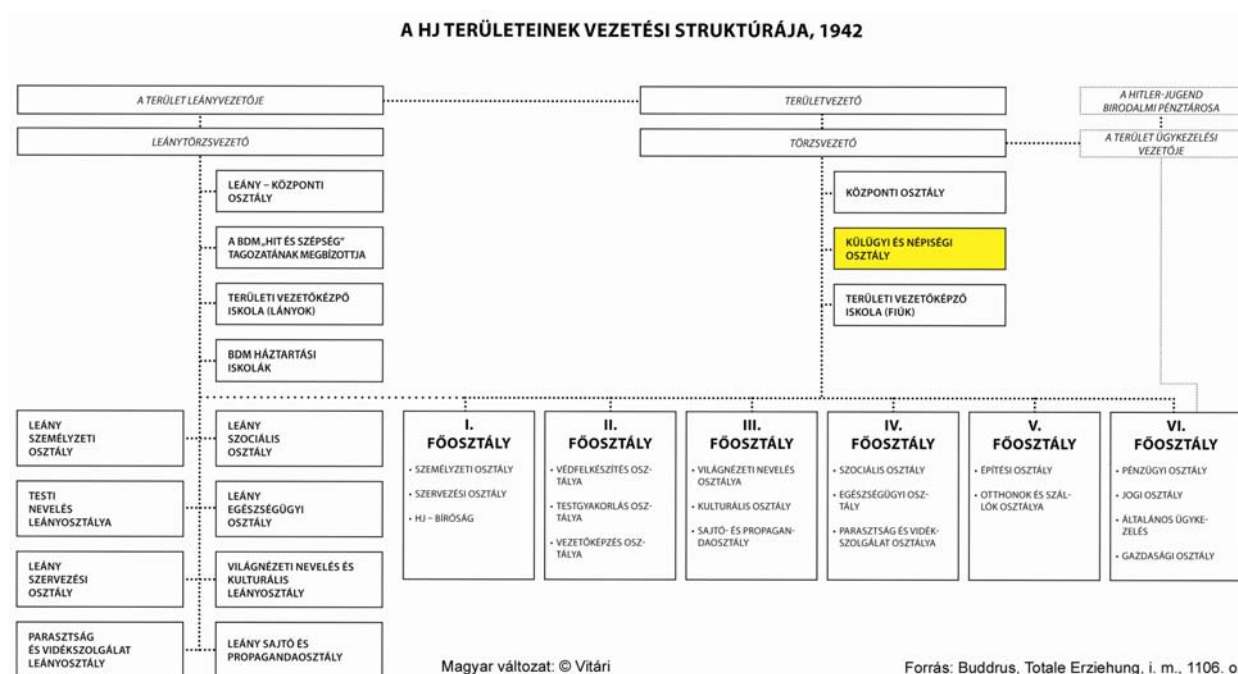 A HJ TERÜLETEINEK VEZETÉSI STRUKTÚRÁJA, 1942
A TERÜLET LEÁNYVEZETŐJE
TERÜLETVEZETŐ
A HITLER-JUGEND
BIRODALMI PÉNZTÁROSA
LEÁNYTÖRZSVEZETŐ
TÖRZSVEZETŐ
A TERÜLET ÜGYKEZELÉSI
VEZETŐJE
LEÁNY – KÖZPONTI
OSZTÁLY
A BDM „HIT ÉS SZÉPSÉG”
TAGOZATÁNAK MEGBÍZOTTJA
TERÜLETI VEZETŐKÉZPŐ
ISKOLA (LÁNYOK)
BDM HÁZTARTÁSI
ISKOLÁK
KÖZPONTI OSZTÁLY
KÜLÜGYI ÉS NÉPISÉGI
OSZTÁLY
TERÜLETI VEZETŐKÉPZŐ
ISKOLA (FIÚK)
LEÁNY
SZEMÉLYZETI
OSZTÁLY
LEÁNY
SZOCIÁLIS
OSZTÁLY
TESTI
NEVELÉS
LEÁNYOSZTÁLYA
LEÁNY
EGÉSZSÉGÜGYI
OSZTÁLY
LEÁNY
SZERVEZÉSI
OSZTÁLY
VILÁGNÉZETI NEVELÉS ÉS
KULTURÁLIS
LEÁNYOSZTÁLY
PARASZTSÁG
ÉS VIDÉKSZOLGÁLAT
LEÁNYOSZTÁLY
LEÁNY SAJTÓ ÉS
PROPAGANDAOSZTÁLY
I.
FŐOSZTÁLY
• SZEMÉLYZETI OSZTÁLY
• SZERVEZÉSI OSZTÁLY
• HJ – BÍRÓSÁG
II.
FŐOSZTÁLY
• VÉDFELKÉSZÍTÉS OSZ-
TÁLYA
• TESTGYAKORLÁS OSZ-
TÁLYA
• VEZETŐKÉPZÉS OSZ-
TÁLYA
III.
FŐOSZTÁLY
• VILÁGNÉZETI NEVELÉS
OSZTÁLYA
• KULTURÁLIS OSZTÁLY
• SAJTÓ- ÉS PROPAGAN-
DAOSZTÁLY
IV.
FŐOSZTÁLY
• SZOCIÁLIS OSZTÁLY
• EGÉSZSÉGÜGYI OSZ-
TÁLY
• PARASZTSÁG ÉS VIDÉK-
SZOLGÁLAT OSZTÁLYA
V.
FŐOSZTÁLY
• ÉPÍTÉSI OSZTÁLY
• OTTHONOK ÉS SZÁL-
LÓK OSZTÁLYA
VI.
FŐOSZTÁLY
• PÉNZÜGYI OSZTÁLY
• JOGI OSZTÁLY
• ÁLTALÁNOS ÜGYKE-
ZELÉS
• GAZDASÁGI OSZTÁLY
Magyar változat: © Vitári
Forrás: Buddrus, Totale Erziehung, i. m., 1106. o